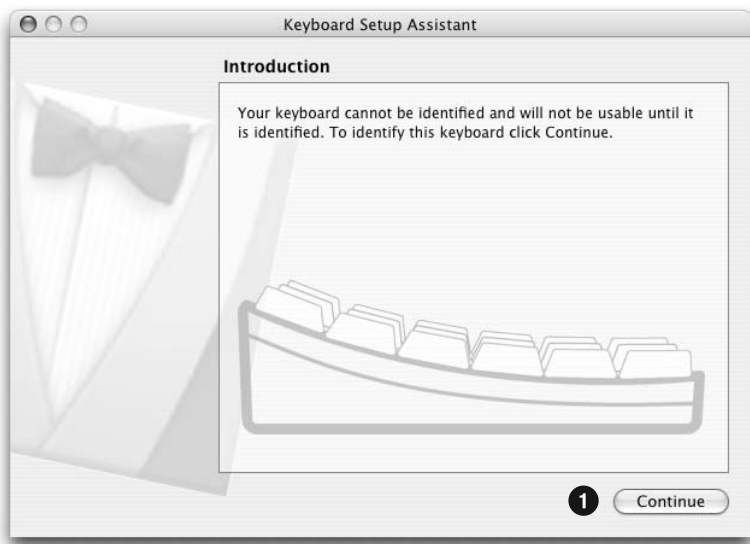 Keyboard Setup Assistant
Introduction
Your keyboard cannot be identified and will not be usable until it
is identified. To identify this keyboard click Continue.
1 Continue